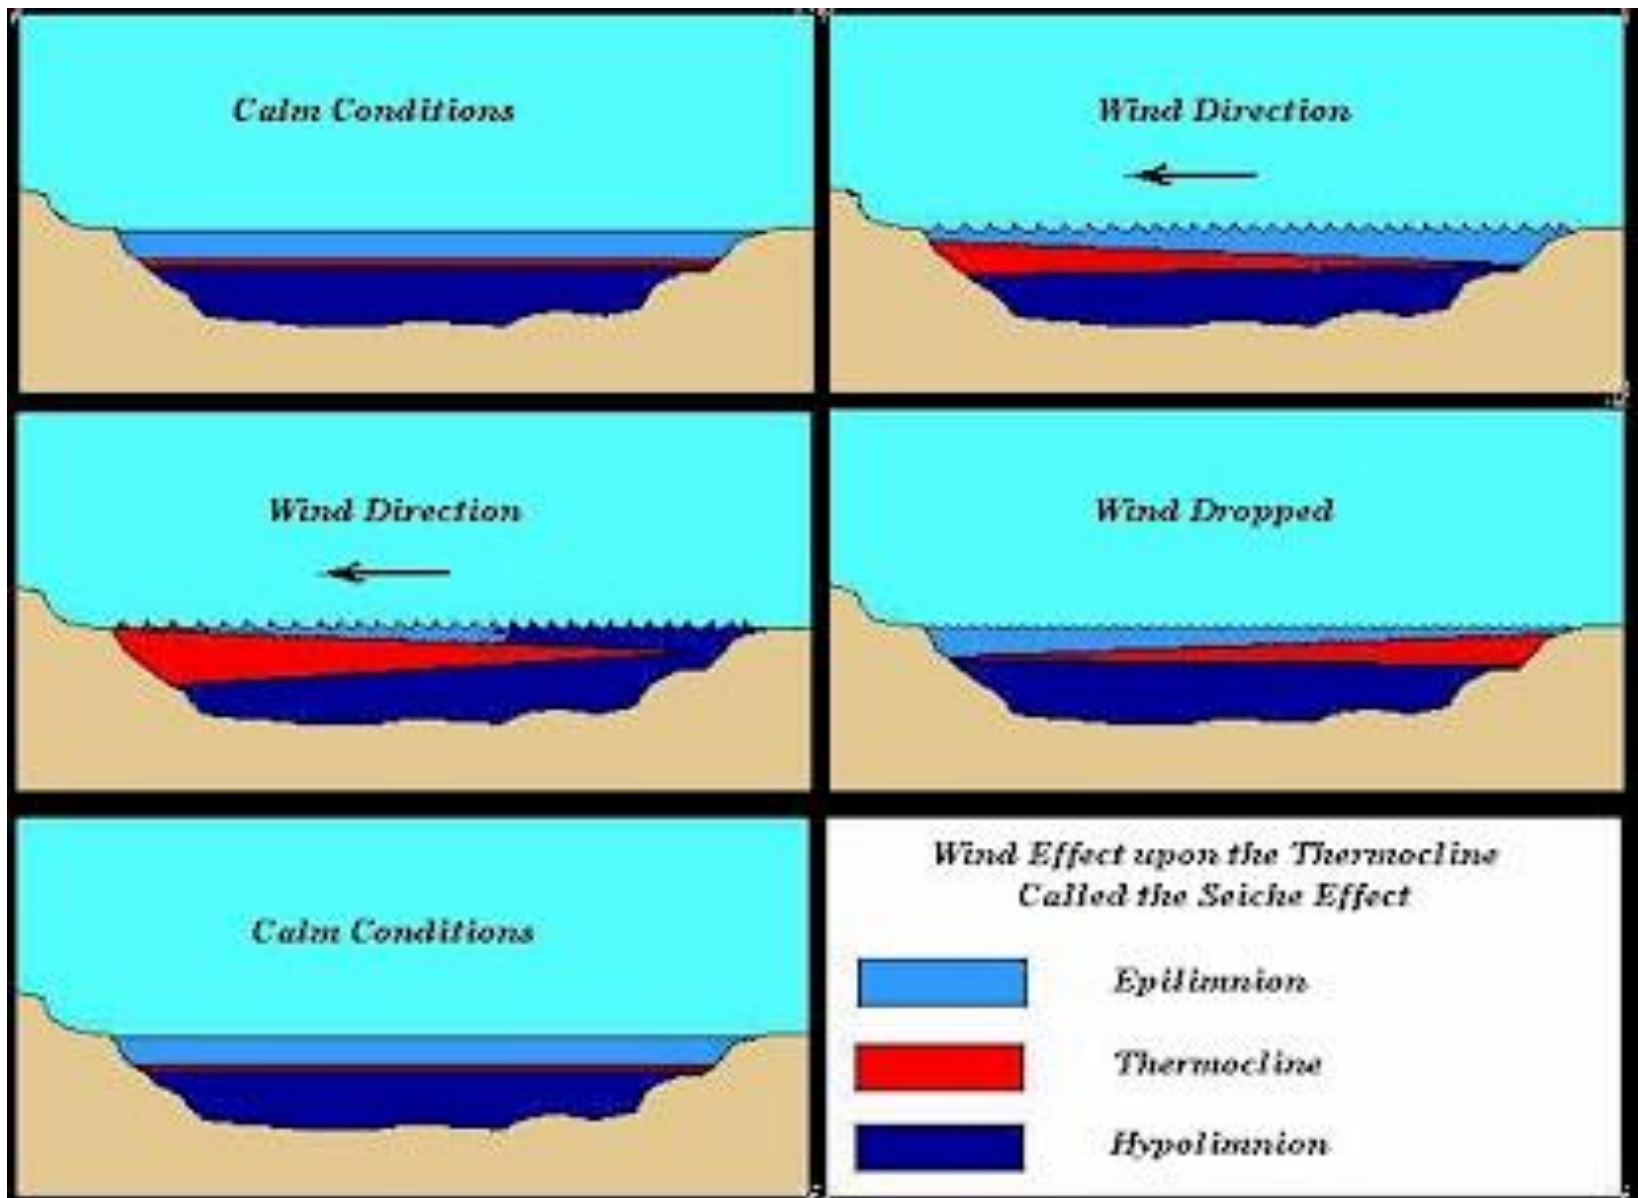 Calm Conditions
Wind Direction
Wind Direction
Wind Dropped
Calm Conditions
Wind Effect upon the Thermocline
Called the Seiche Effect
Epilimnion
Thermocline
Hypolimnion